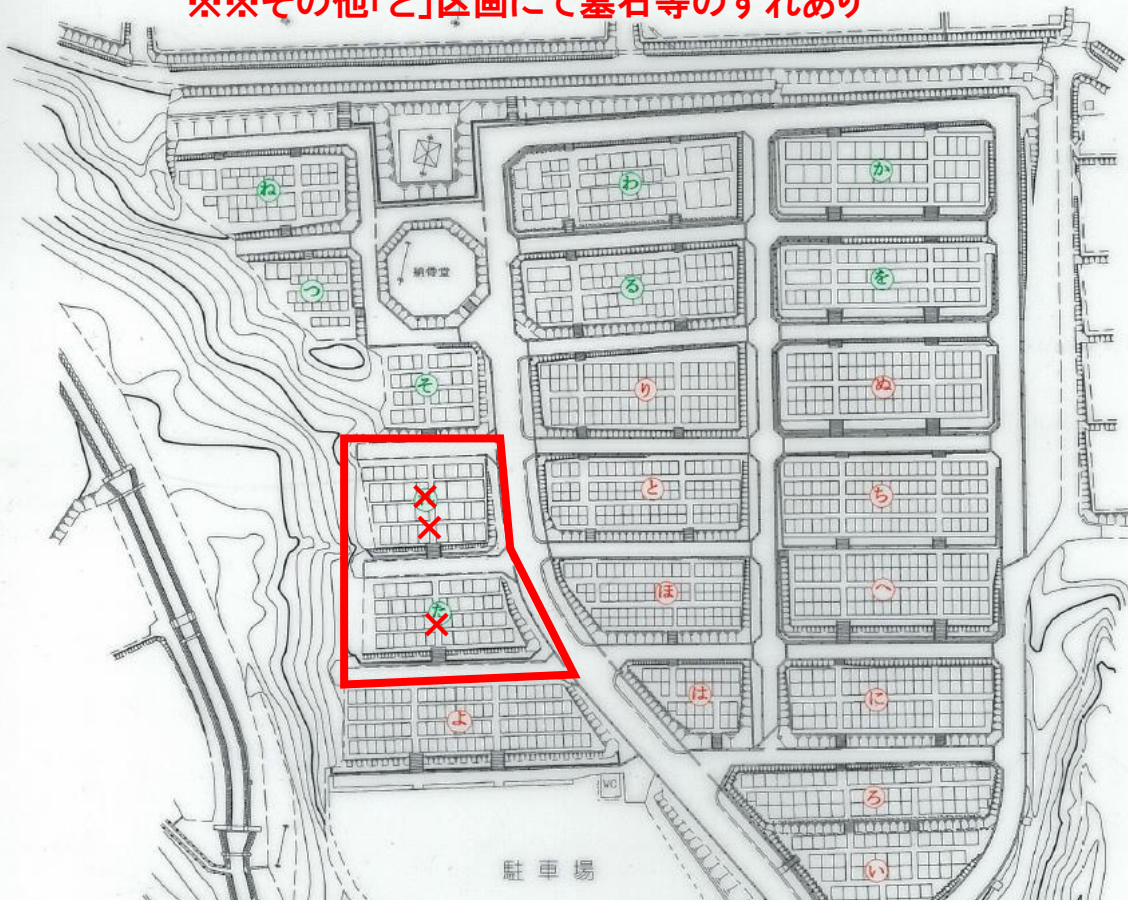 ※※その他「と」区画にて墓石等のずれあり
わ
か
ね
納骨堂
つ
る
を
そ
り
ぬ
と
ち
ほ
へ
た
は
に
よ
ろ
WC
い
駐車場